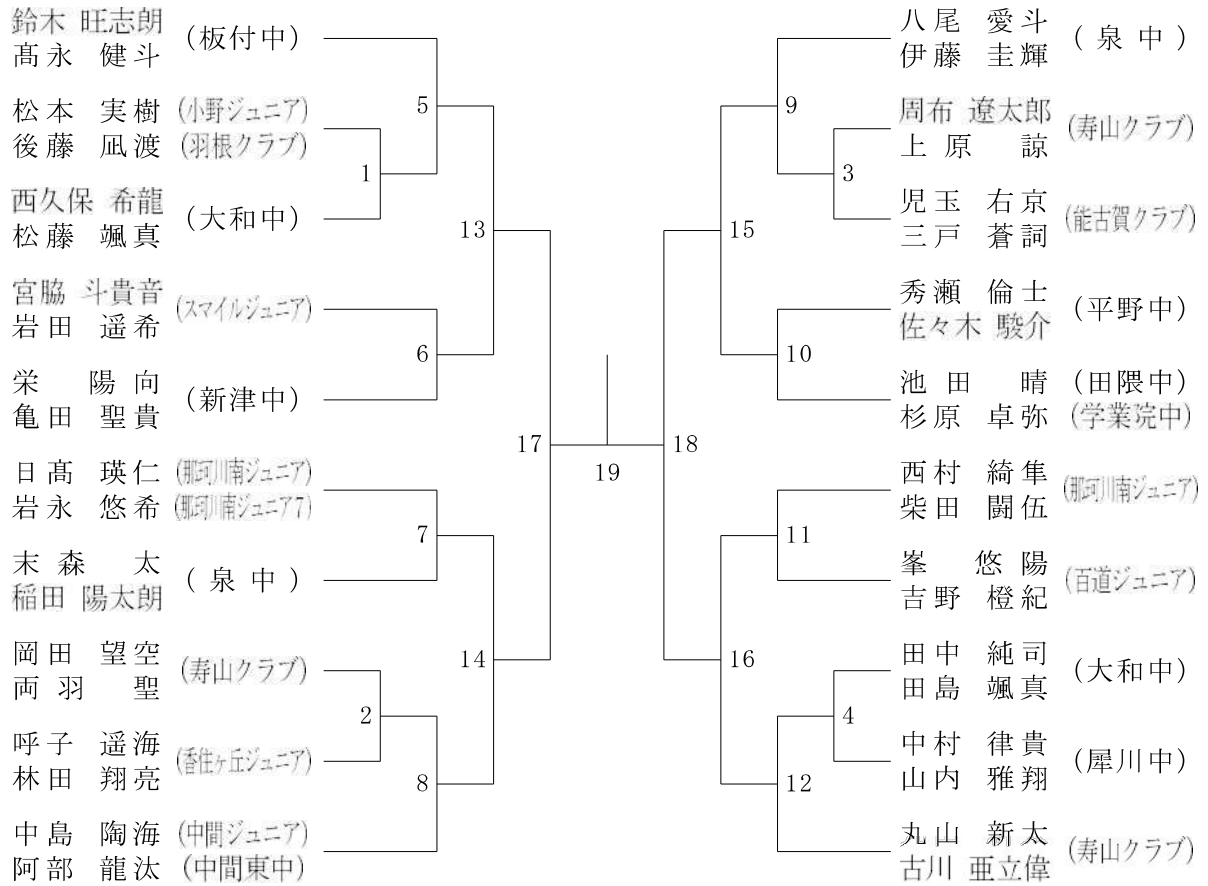 鈴木 旺志朗 (板付中)
髙永 健斗
松本 実樹 (小野ジュニア)
後藤 凪渡 (羽根クラブ)
1
5
西久保 希龍 (大和中)
松藤 颯真
13
宮脇 斗貴音 (スマイルジュニア)
岩田 遥希
6
栄 陽向 (新津中)
亀田 聖貴
17
日髙 瑛仁 (那珂川南ジュニア)
岩永 悠希 (那珂川南ジュニア7)
7
末森 太 (泉中)
稲田 陽太朗
14
岡田 望空 (寿山クラブ)
両羽 聖
2
呼子 遥海 (香住ヶ丘ジュニア)
林田 翔亮
8
中島 陶海 (中間ジュニア)
阿部 龍汰 (中間東中)
19
八尾 愛斗 (泉中)
伊藤 圭輝
9
周布 遼太郎 (寿山クラブ)
上原 諒
3
児玉 右京 (能古賀クラブ)
三戸 蒼詞
15
秀瀬 倫士 (平野中)
佐々木 駿介
10
池田 晴 (田隈中)
杉原 卓弥 (学業院中)
18
西村 綺隼 (那珂川南ジュニア)
柴田 闘伍
11
峯 悠陽 (百道ジュニア)
吉野 橙紀
16
田中 純司 (大和中)
田島 颯真
4
中村 律貴 (犀川中)
山内 雅翔
12
丸山 新太 (寿山クラブ)
古川 亜立偉